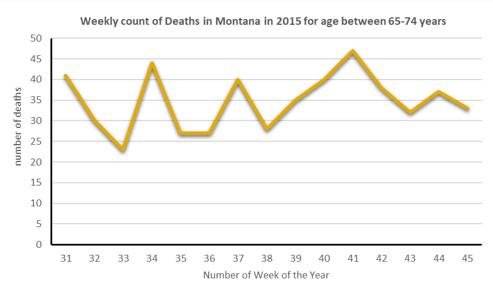 Weekly count of Deaths in Montana in 2015 for age between 65-74 years
50
45
40
35
30
25
20
15
10
5
0
number of deaths
31 32 33 34 35 36 37 38 39 40 41 42 43 44 45
Number of Week of the Year